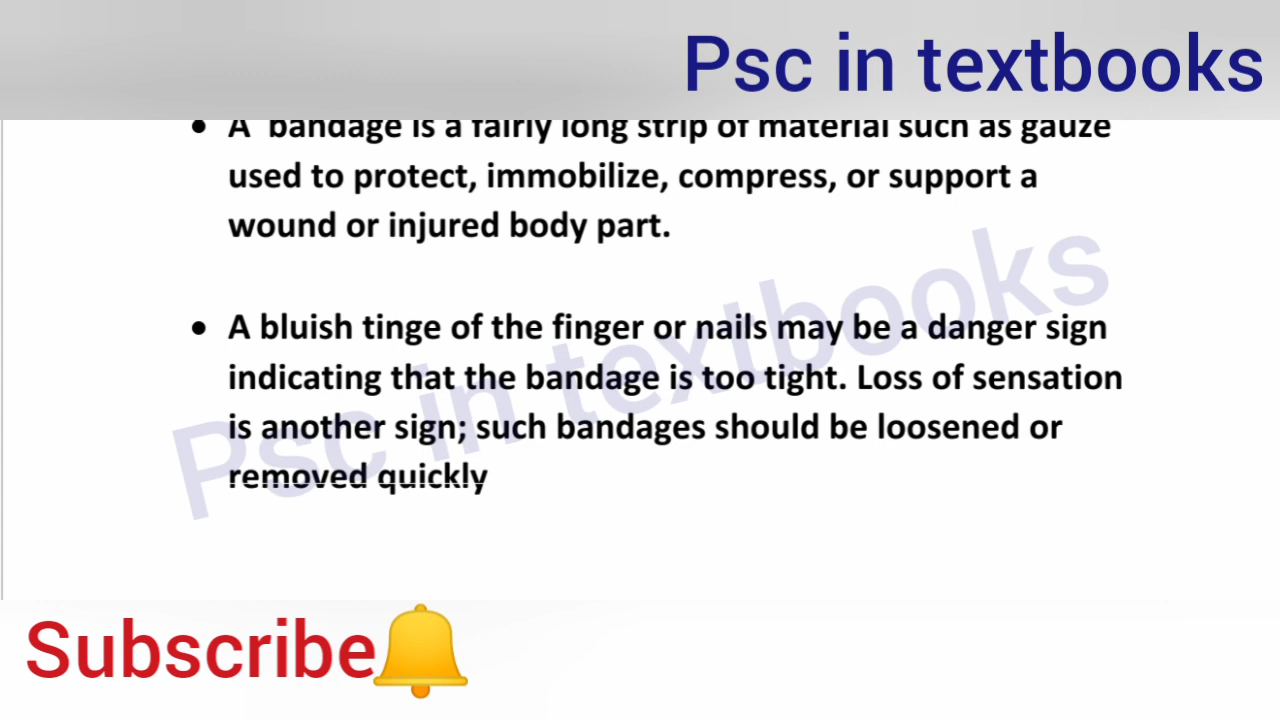 Psc in textbooks
• A bandage is a fairly long strip of material such as gauze
used to protect, immobilize, compress, or support a
wound or injured body part.
• A bluish tinge of the finger or nails may be a danger sign
indicating that the bandage is too tight. Loss of sensation
is another sign; such bandages should be loosened or
removed quickly
Psc in textbooks
Subscribe